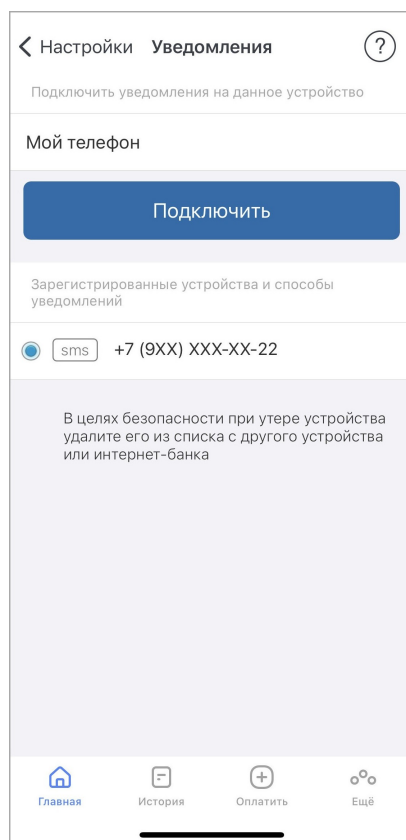 Настройки Уведомления ?
Подключить уведомления на данное устройство
Мой телефон
Подключить
Зарегистрированные устройства и способы
уведомлений
sms +7 (9XX) XXX-XX-22
В целях безопасности при утере устройства
удалите его из списка с другого устройства
или интернет-банка
Главная История Оплатить Ещё